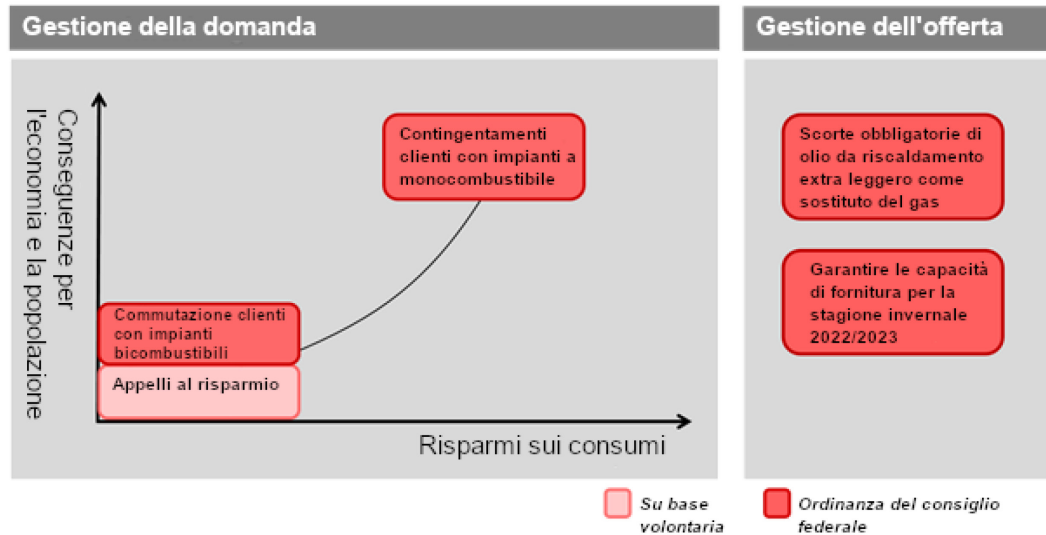 Gestione della domanda
Conseguenze per
l'economia e la popolazione
Contingentamenti
clienti con impianti a
monocombustibile
Commutazione clienti
con impianti
bicombustibili
Appelli al risparmio
Risparmi sui consumi
Gestione dell'offerta
Scorte obbligatorie di
olio da riscaldamento
extra leggero come
sostituto del gas
Garantire le capacità
di fornitura per la
stagione invernale
2022/2023
Su base
volontaria
Ordinanza del consiglio
federale